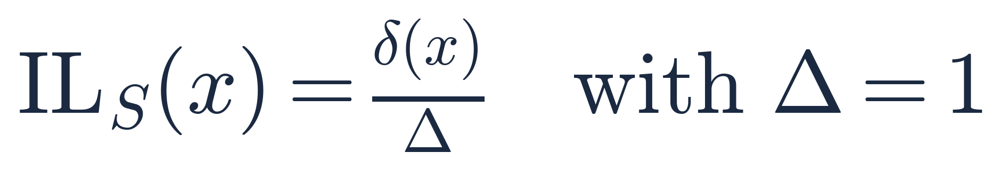 IL_S(x) = δ(x)/Δ with Δ = 1